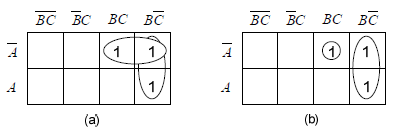 B̅C̅ B̅C BC BC̅
A̅ 1 1
A 1
(a)
B̅C̅ B̅C BC BC̅
A̅ 1 1
A 1
(b)